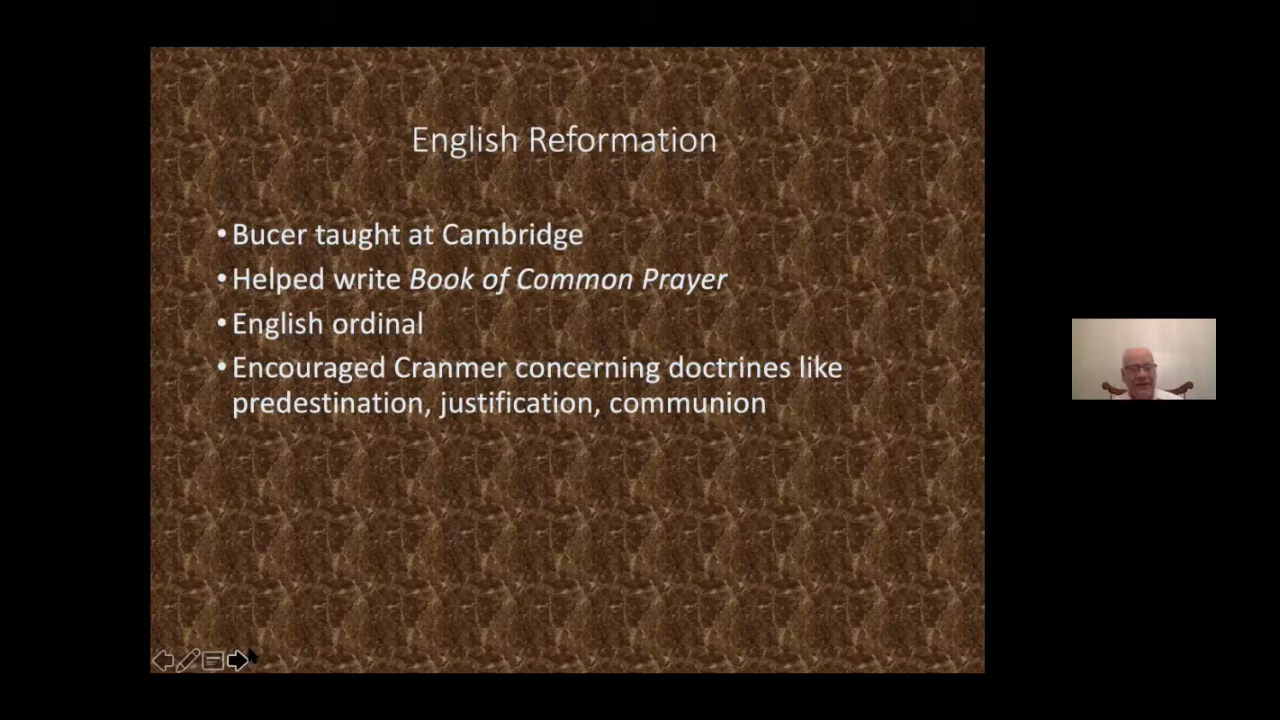 English Reformation
• Bucer taught at Cambridge
• Helped write Book of Common Prayer
• English ordinal
• Encouraged Cranmer concerning doctrines like
predestination, justification, communion